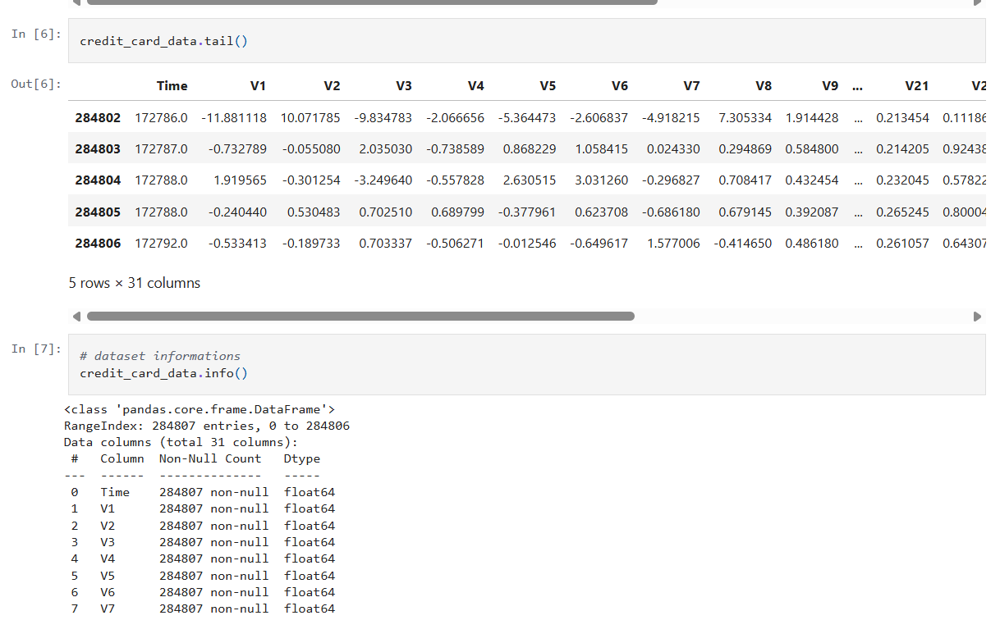 In [6]:
credit_card_data.tail()
Out[6]:
Time V1 V2 V3 V4 V5 V6 V7 V8 V9 ... V21 V2
284802 172786.0 -11.881118 10.071785 -9.834783 -2.066656 -5.364473 -2.606837 -4.918215 7.305334 1.914428 ... 0.213454 0.11186
284803 172787.0 -0.732789 -0.055080 2.035030 -0.738589 0.868229 1.058415 0.024330 0.294869 0.584800 ... 0.214205 0.92438
284804 172788.0 1.919565 -0.301254 -3.249640 -0.557828 2.630515 3.031260 -0.296827 0.708417 0.432454 ... 0.232045 0.57822
284805 172788.0 -0.240440 0.530483 0.702510 0.689799 -0.377961 0.623708 -0.686180 0.679145 0.392087 ... 0.265245 0.80004
284806 172792.0 -0.533413 -0.189733 0.703337 -0.506271 -0.012546 -0.649617 1.577006 -0.414650 0.486180 ... 0.261057 0.64307
5 rows × 31 columns
In [7]:
# dataset informations
credit_card_data.info()
<class 'pandas.core.frame.DataFrame'>
RangeIndex: 284807 entries, 0 to 284806
Data columns (total 31 columns):
# Column Non-Null Count Dtype
--- ------ -------------- -----
0 Time 284807 non-null float64
1 V1 284807 non-null float64
2 V2 284807 non-null float64
3 V3 284807 non-null float64
4 V4 284807 non-null float64
5 V5 284807 non-null float64
6 V6 284807 non-null float64
7 V7 284807 non-null float64